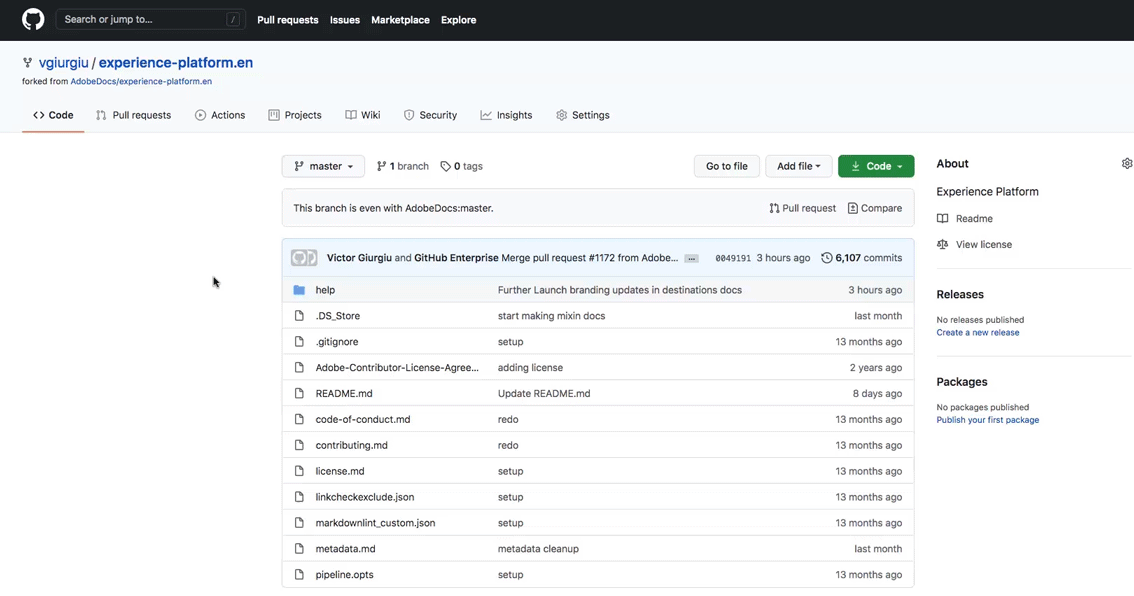 Search or jump to... /
Pull requests Issues Marketplace Explore
vgiurgiu / experience-platform.en
forked from AdobeDocs/experience-platform.en
Code Pull requests Actions Projects Wiki Security Insights Settings
master 1 branch 0 tags Go to file Add file Code
This branch is even with AdobeDocs:master. Pull request Compare
Victor Giurgiu and GitHub Enterprise Merge pull request #1172 from Adobe... ... 0049191 3 hours ago 6,107 commits
help Further Launch branding updates in destinations docs 3 hours ago
.DS_Store start making mixin docs last month
.gitignore setup 13 months ago
Adobe-Contributor-License-Agree... adding license 2 years ago
README.md Update README.md 8 days ago
code-of-conduct.md redo 13 months ago
contributing.md redo 13 months ago
license.md setup 13 months ago
linkcheckexclude.json setup 13 months ago
markdownlint_custom.json setup 13 months ago
metadata.md metadata cleanup last month
pipeline.opts setup 13 months ago
About
Experience Platform
Readme
View license
Releases
No releases published
Create a new release
Packages
No packages published
Publish your first package